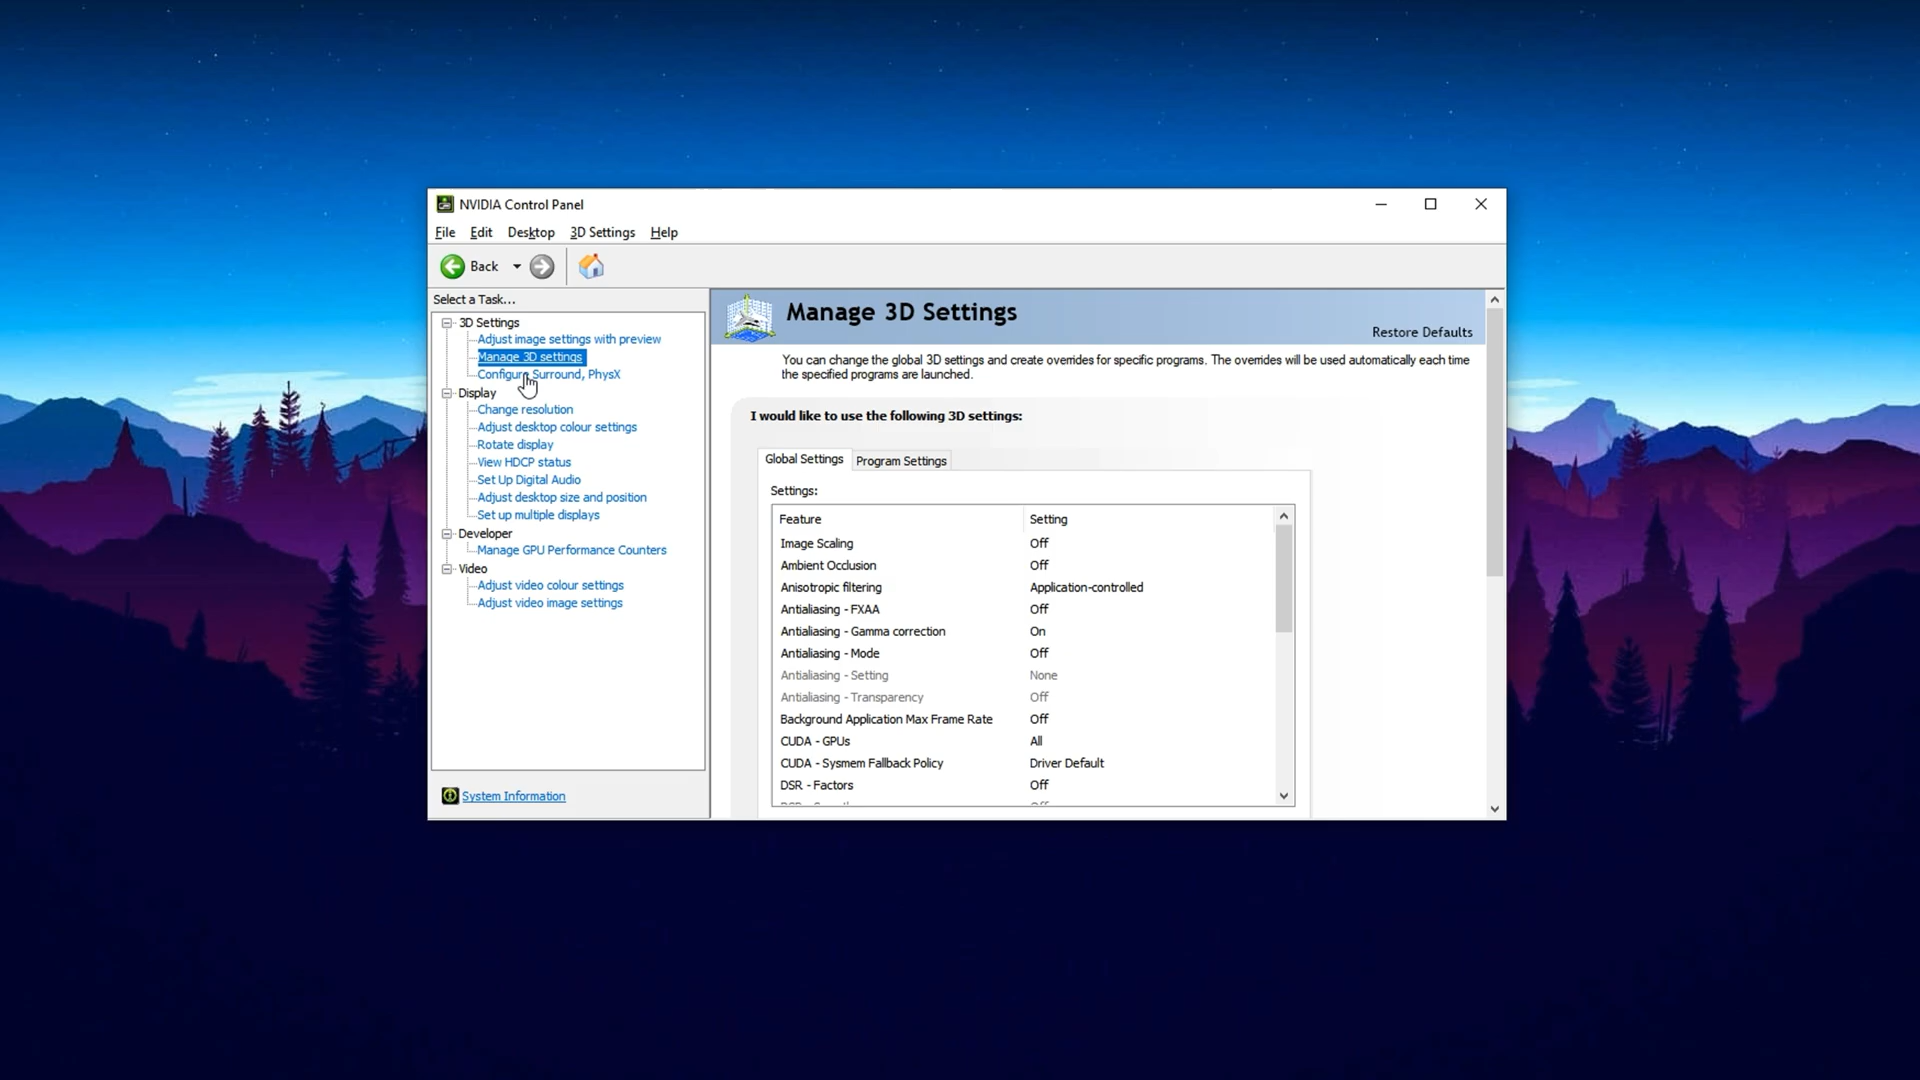 NVIDIA Control Panel
File Edit Desktop 3D Settings Help
Back
Select a Task...
3D Settings
Adjust image settings with preview
Manage 3D settings
Configure Surround, PhysX
Display
Change resolution
Adjust desktop colour settings
Rotate display
View HDCP status
Set Up Digital Audio
Adjust desktop size and position
Set up multiple displays
Developer
Manage GPU Performance Counters
Video
Adjust video colour settings
Adjust video image settings
System Information
Manage 3D Settings
Restore Defaults
You can change the global 3D settings and create overrides for specific programs. The overrides will be used automatically each time
the specified programs are launched.
I would like to use the following 3D settings:
Global Settings Program Settings
Settings:
Feature Setting
Image Scaling Off
Ambient Occlusion Off
Anisotropic filtering Application-controlled
Antialiasing - FXAA Off
Antialiasing - Gamma correction On
Antialiasing - Mode Off
Antialiasing - Setting None
Antialiasing - Transparency Off
Background Application Max Frame Rate Off
CUDA - GPUs All
CUDA - Sysmem Fallback Policy Driver Default
DSR - Factors Off